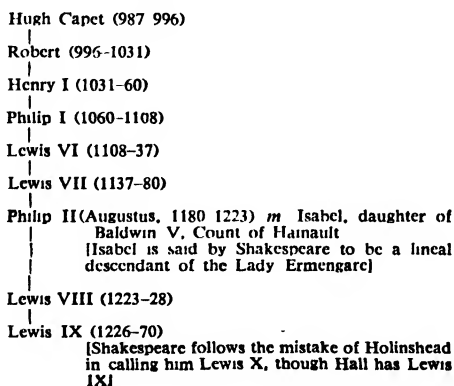 Hugh Capet (987 996)
Robert (996-1031)
Henry I (1031-60)
Philip I (1060-1108)
Lewis VI (1108-37)
Lewis VII (1137-80)
Philip II (Augustus, 1180 1223) m Isabel, daughter of
Baldwin V, Count of Hainault
[Isabel is said by Shakespeare to be a lineal
descendant of the Lady Ermengare]
Lewis VIII (1223-28)
Lewis IX (1226-70)
[Shakespeare follows the mistake of Holinshead
in calling him Lewis X, though Hall has Lewis
IX]